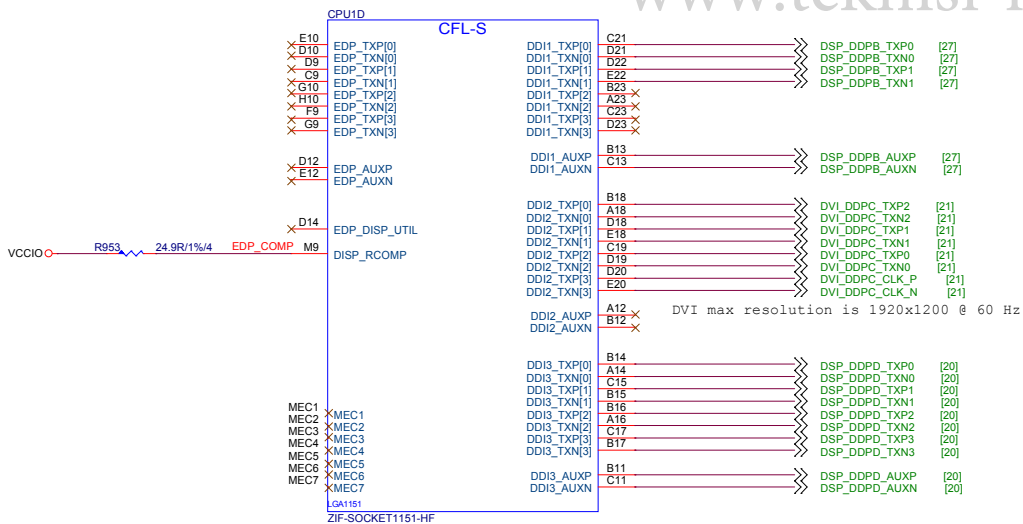 www.tekni
CPU1D
CFL-S
E10 EDP_TXP[0] DDI1_TXP[0] C21 DSP_DDPB_TXP0 [27]
D10 EDP_TXN[0] DDI1_TXN[0] D21 DSP_DDPB_TXN0 [27]
D9 EDP_TXP[1] DDI1_TXP[1] D22 DSP_DDPB_TXP1 [27]
C9 EDP_TXN[1] DDI1_TXN[1] E22 DSP_DDPB_TXN1 [27]
G10 EDP_TXP[2] DDI1_TXP[2] B23
H10 EDP_TXN[2] DDI1_TXN[2] A23
F9 EDP_TXP[3] DDI1_TXP[3] C23
G9 EDP_TXN[3] DDI1_TXN[3] D23
D12 EDP_AUXP DDI1_AUXP B13 DSP_DDPB_AUXP [27]
E12 EDP_AUXN DDI1_AUXN C13 DSP_DDPB_AUXN [27]
DDI2_TXP[0] B18 DVI_DDPC_TXP2 [21]
DDI2_TXN[0] A18 DVI_DDPC_TXN2 [21]
D14 EDP_DISP_UTIL DDI2_TXP[1] D18 DVI_DDPC_TXP1 [21]
DDI2_TXN[1] E18 DVI_DDPC_TXN1 [21]
VCCIO R953 24.9R/1%/4 EDP_COMP M9 DISP_RCOMP DDI2_TXP[2] C19 DVI_DDPC_TXP0 [21]
DDI2_TXN[2] D19 DVI_DDPC_TXN0 [21]
DDI2_TXP[3] D20 DVI_DDPC_CLK_P [21]
DDI2_TXN[3] E20 DVI_DDPC_CLK_N [21]
DDI2_AUXP A12 DVI max resolution is 1920x1200 @ 60 Hz
DDI2_AUXN B12
DDI3_TXP[0] B14 DSP_DDPD_TXP0 [20]
DDI3_TXN[0] A14 DSP_DDPD_TXN0 [20]
DDI3_TXP[1] C15 DSP_DDPD_TXP1 [20]
DDI3_TXN[1] B15 DSP_DDPD_TXN1 [20]
MEC1 MEC1 DDI3_TXP[2] B16 DSP_DDPD_TXP2 [20]
MEC2 MEC2 DDI3_TXN[2] A16 DSP_DDPD_TXN2 [20]
MEC3 MEC3 DDI3_TXP[3] C17 DSP_DDPD_TXP3 [20]
MEC4 MEC4 DDI3_TXN[3] B17 DSP_DDPD_TXN3 [20]
MEC5 MEC5
MEC6 MEC6 DDI3_AUXP B11 DSP_DDPD_AUXP [20]
MEC7 MEC7 DDI3_AUXN C11 DSP_DDPD_AUXN [20]
LGA1151
ZIF-SOCKET1151-HF